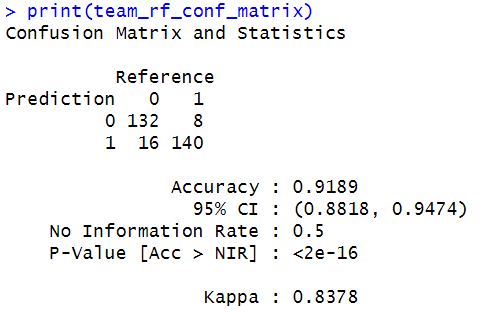 > print(team_rf_conf_matrix)
Confusion Matrix and Statistics
Reference
Prediction 0 1
0 132 8
1 16 140
Accuracy : 0.9189
95% CI : (0.8818, 0.9474)
No Information Rate : 0.5
P-Value [Acc > NIR] : <2e-16
Kappa : 0.8378